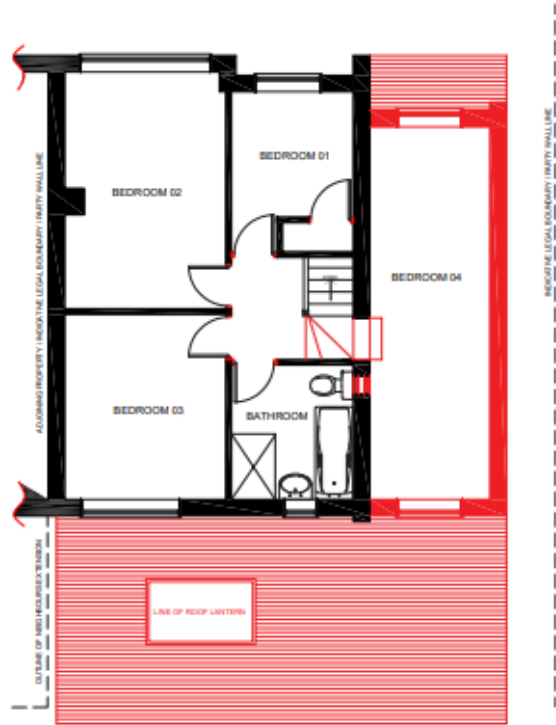 BEDROOM 01
BEDROOM 02
BEDROOM 04
BEDROOM 03
BATHROOM
LINE OF ROOF LANTERN
ADJOINING PROPERTY / INDICATIVE LEGAL BOUNDARY / PARTY WALL LINE
OUTLINE OF NEIGHBOURS EXTENSION
INDICATIVE LEGAL BOUNDARY / PARTY WALL LINE